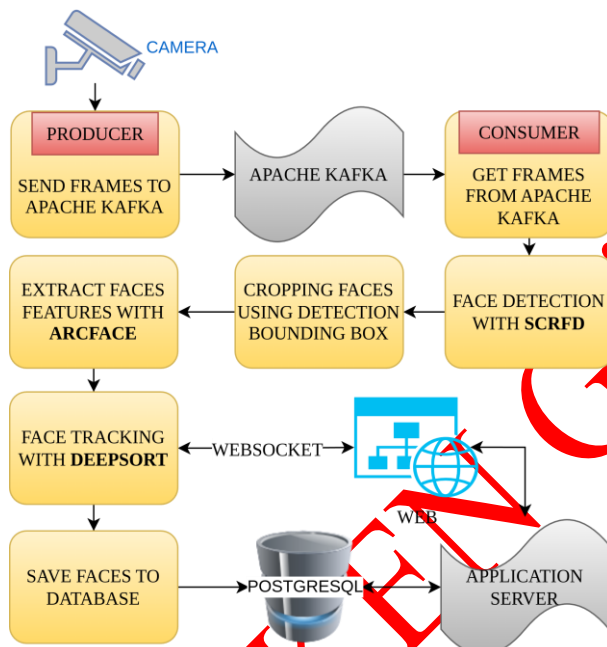 CAMERA
PRODUCER
SEND FRAMES TO
APACHE KAFKA
APACHE KAFKA
CONSUMER
GET FRAMES
FROM APACHE
KAFKA
EXTRACT FACES
FEATURES WITH
ARCFACE
CROPPING FACES
USING DETECTION
BOUNDING BOX
FACE DETECTION
WITH SCRFD
FACE TRACKING
WITH DEEPSORT
WEBSOCKET
WEB
SAVE FACES TO
DATABASE
POSTGRESQL
APPLICATION
SERVER